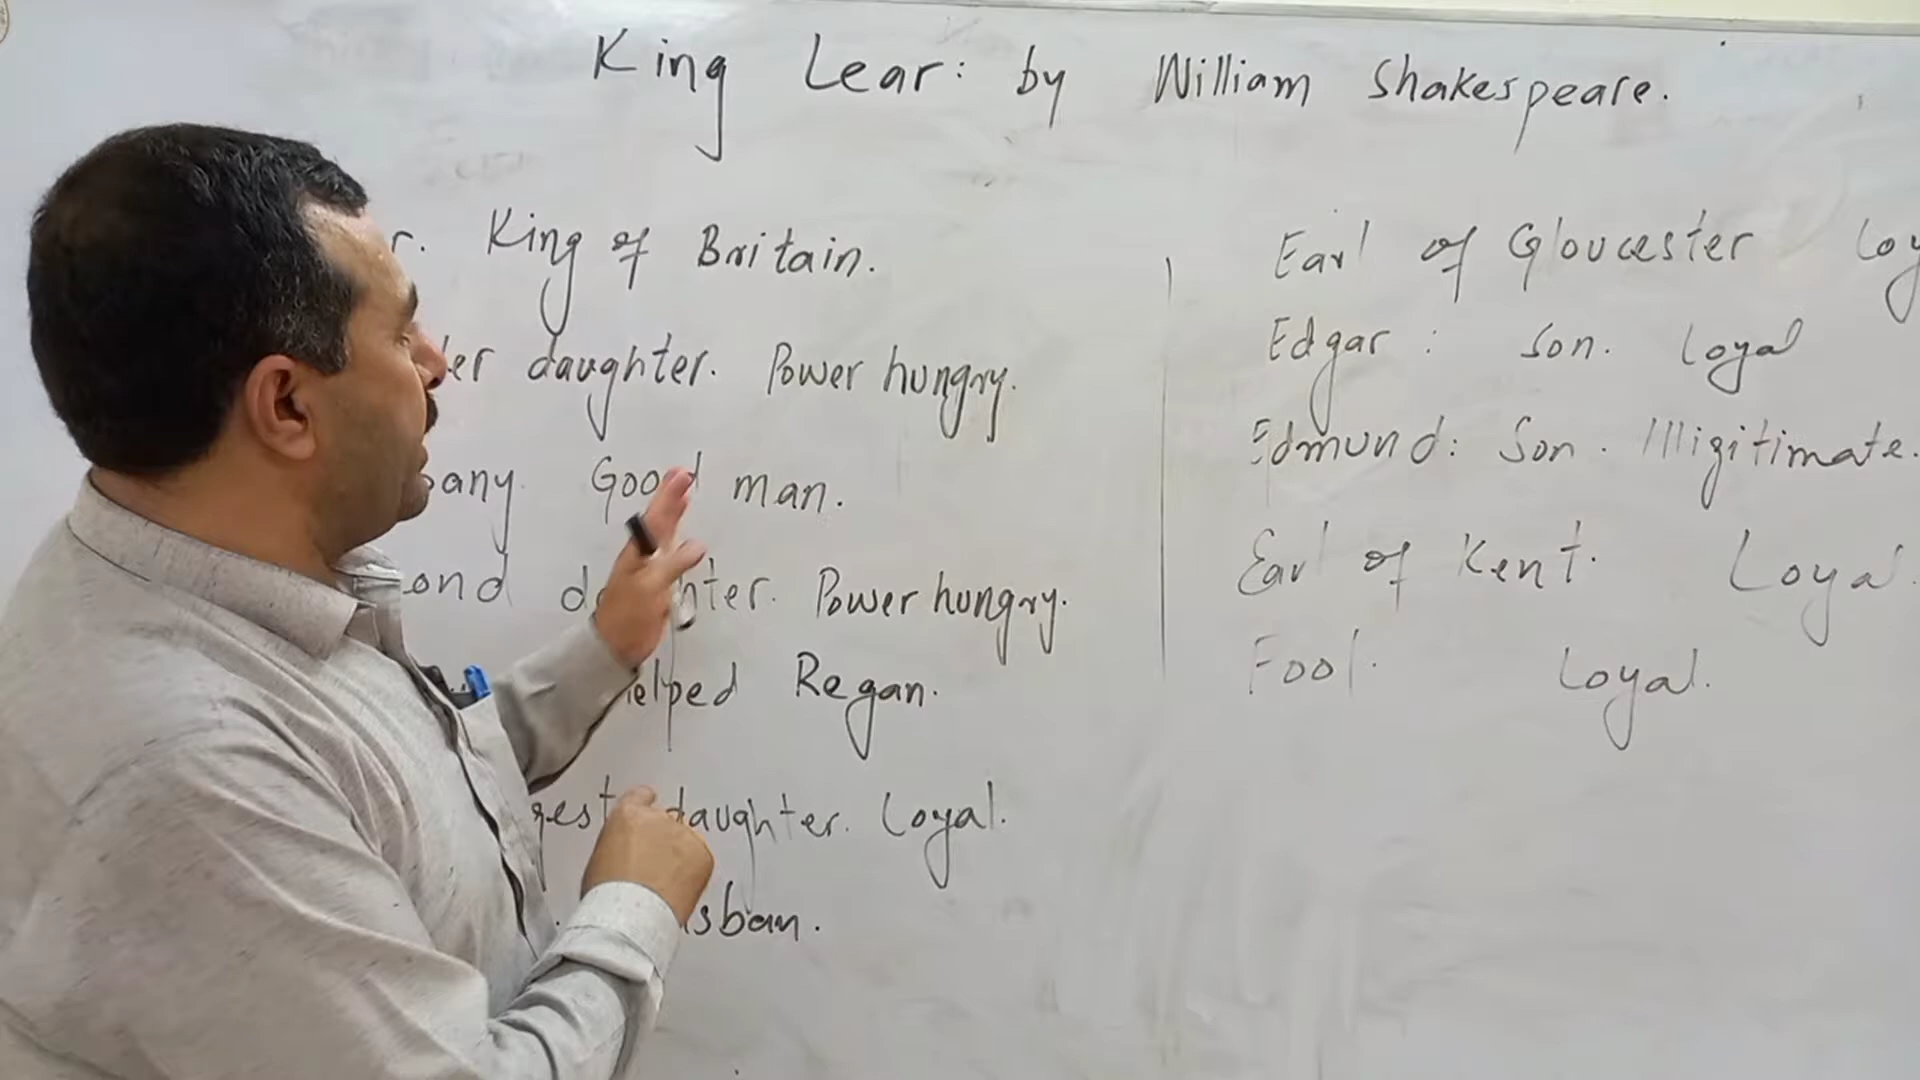 King Lear: by William Shakespeare.
r. King of Britain.
er daughter. Power hungry.
any. Good man.
ond daughter. Power hungry.
elped Regan.
gest daughter. Loyal.
sban.
Earl of Gloucester Loy
Edgar : Son. Loyal
Edmund: Son. Illigitimate.
Earl of Kent. Loyal.
Fool. Loyal.